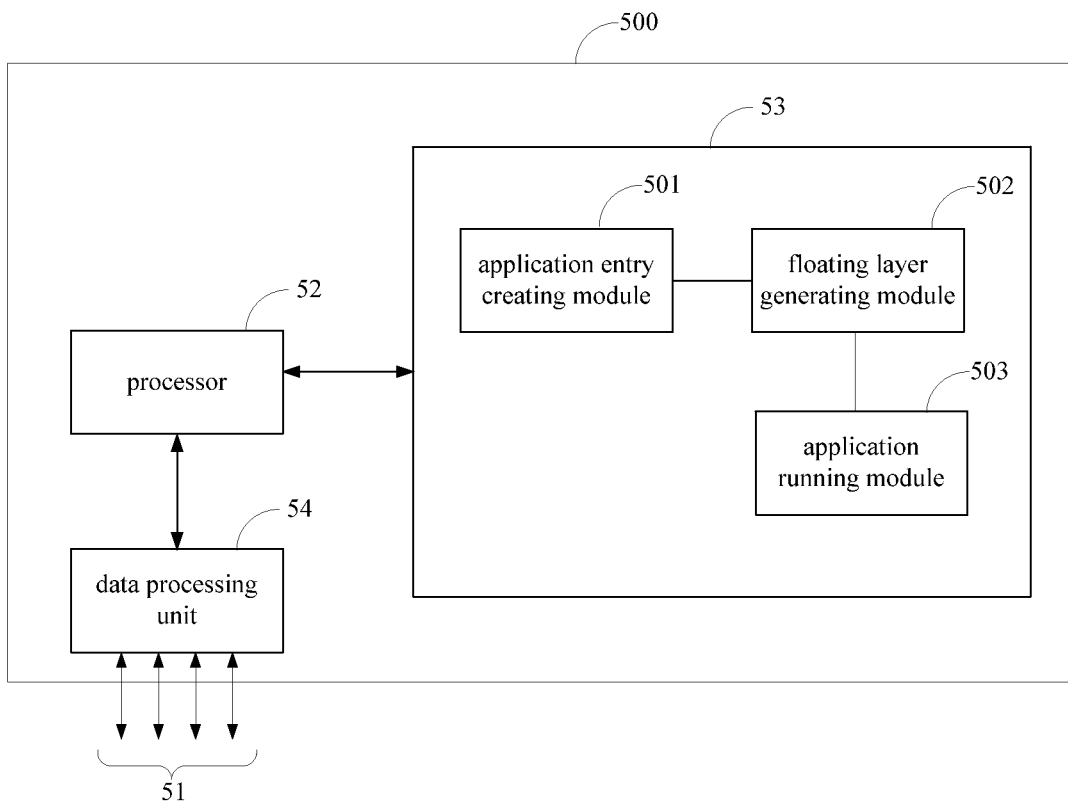 500
53
501
502
application entry
creating module
floating layer
generating module
52
processor
503
application
running module
54
data processing
unit
51